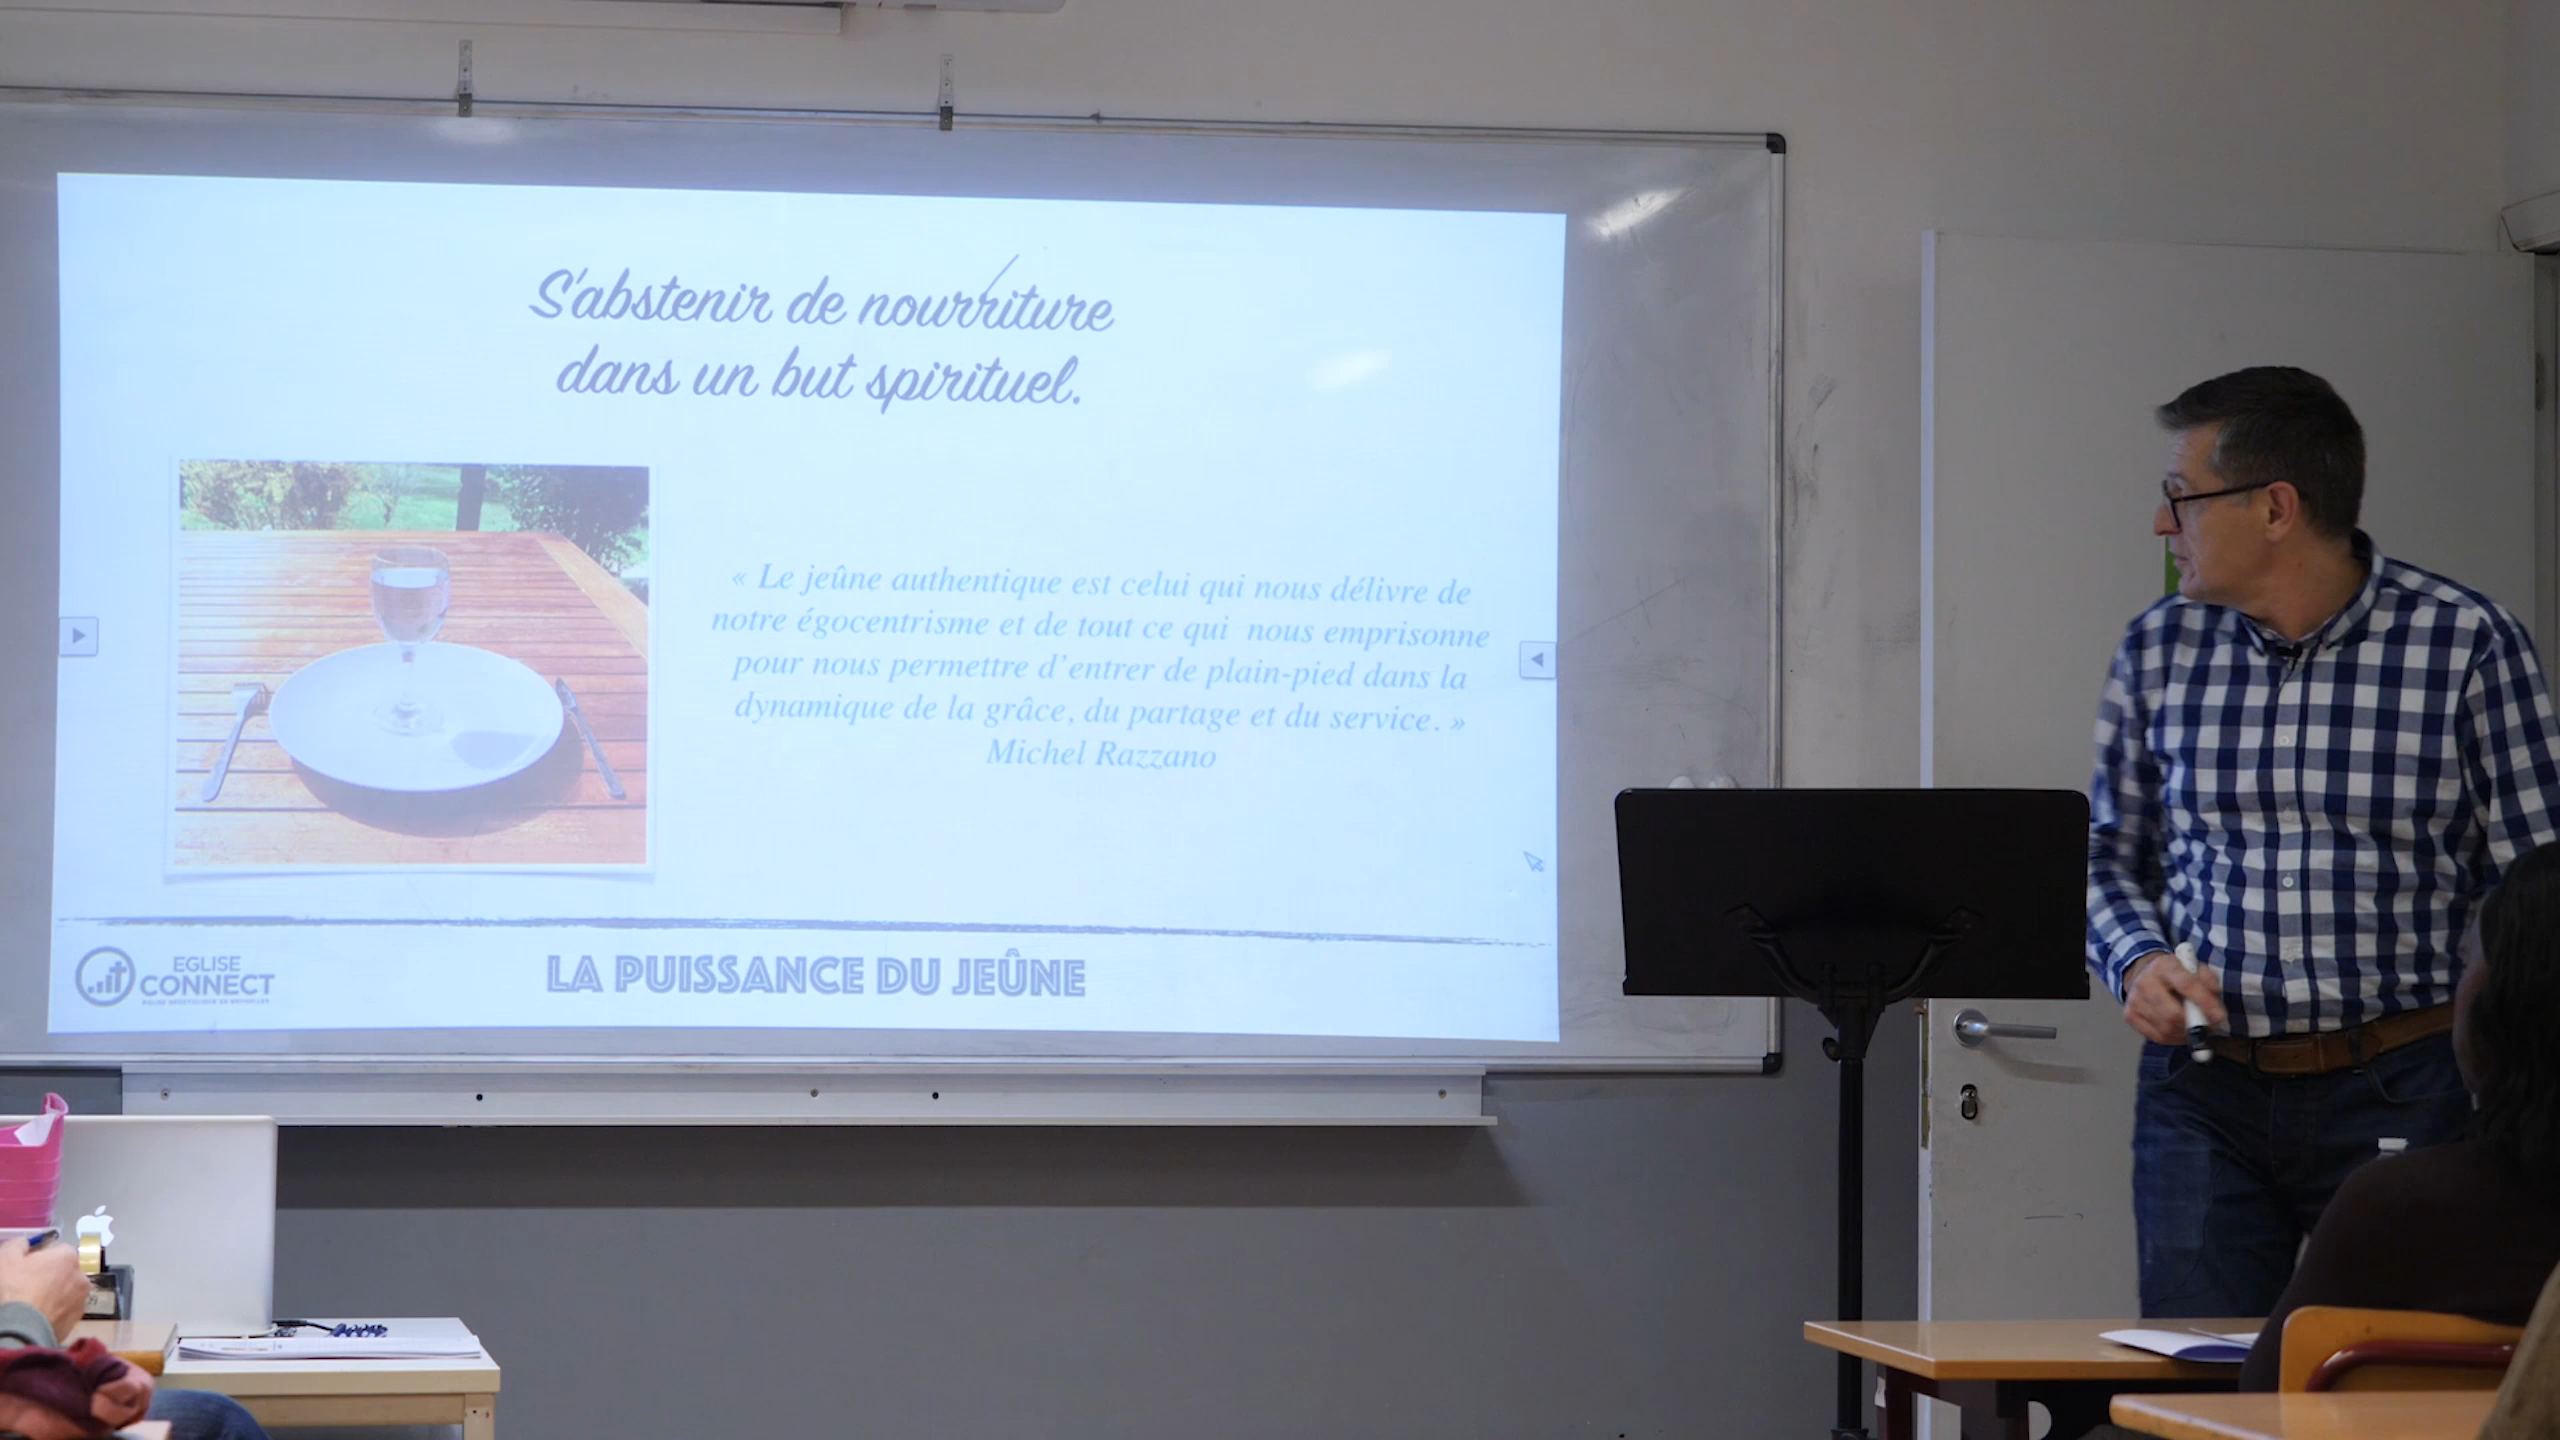 S'abstenir de nourriture
dans un but spirituel.
« Le jeûne authentique est celui qui nous délivre de
notre égocentrisme et de tout ce qui nous emprisonne
pour nous permettre d'entrer de plain-pied dans la
dynamique de la grâce, du partage et du service. »
Michel Razzano
EGLISE
CONNECT
LA PUISSANCE DU JEÛNE